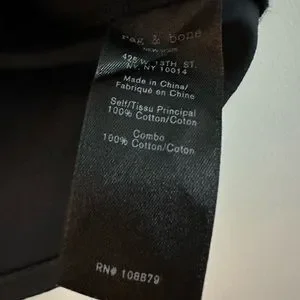 rag & bone
NEW YORK
425 W. 13TH ST.
NY, NY 10014
Made in China/
Fabriqué en Chine
Self/Tissu Principal
100% Cotton/Coton
Combo
100% Cotton/Coton
RN# 108879